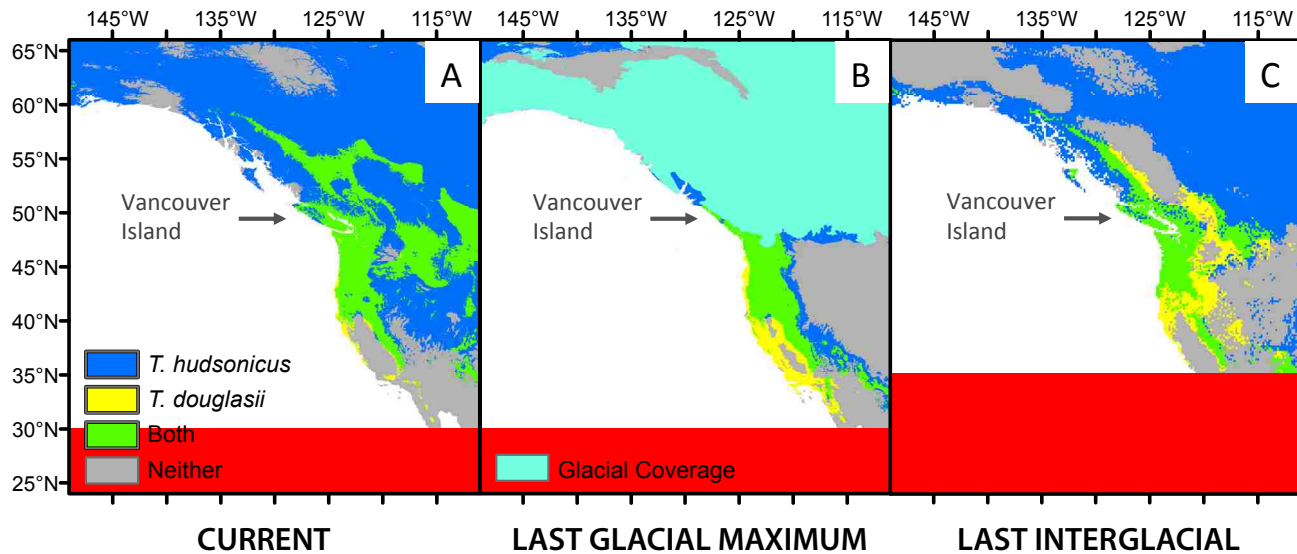 145°W 135°W 125°W 115°W 145°W 135°W 125°W 115°W 145°W 135°W 125°W 115°W
65°N
60°N
55°N
50°N
45°N
40°N
35°N
30°N
25°N
A
Vancouver
Island
T. hudsonicus
T. douglasii
Both
Neither
B
Vancouver
Island
Glacial Coverage
C
Vancouver
Island
CURRENT
LAST GLACIAL MAXIMUM
LAST INTERGLACIAL